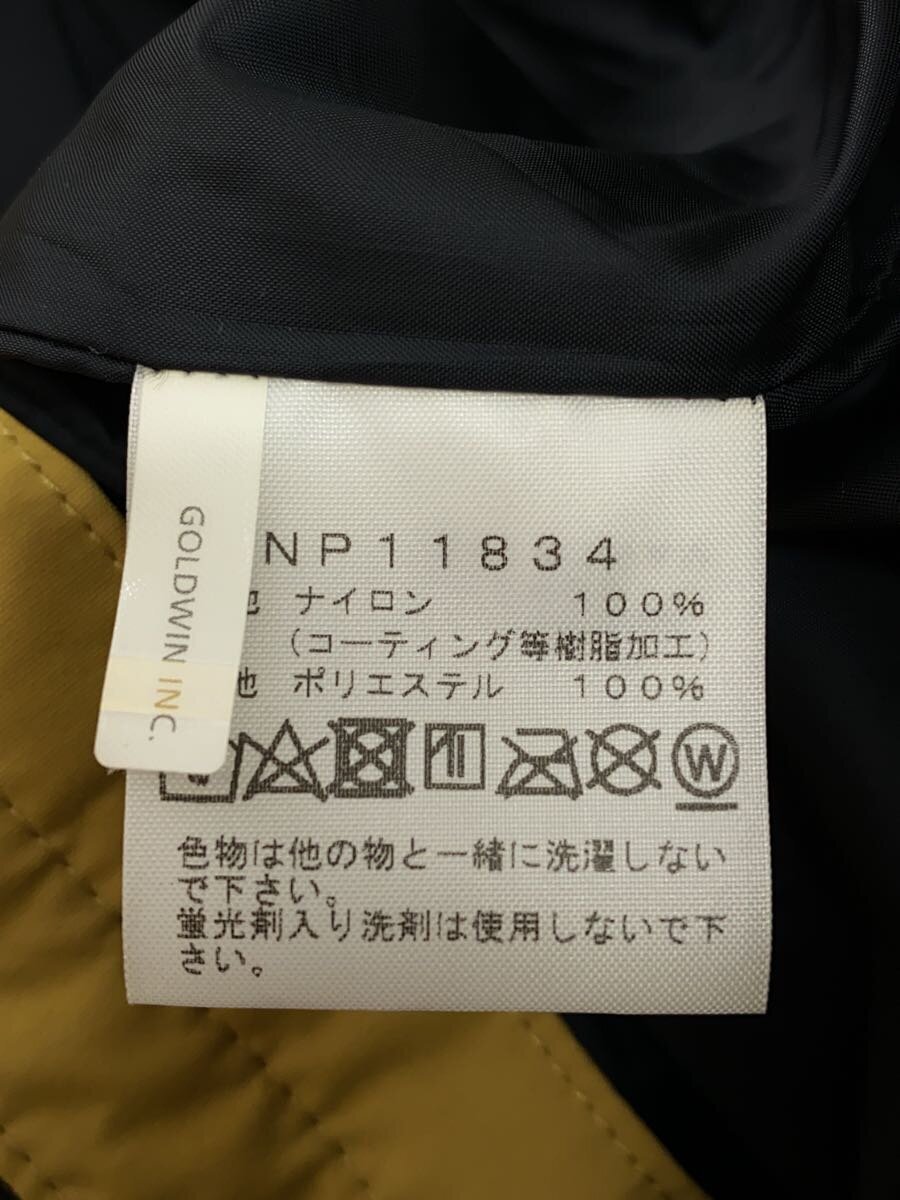 GOLDWIN INC.
NP11834
地 ナイロン 100%
(コーティング等樹脂加工)
地 ポリエステル 100%
W
色物は他の物と一緒に洗濯しない
で下さい。
蛍光剤入り洗剤は使用しないで下
さい。